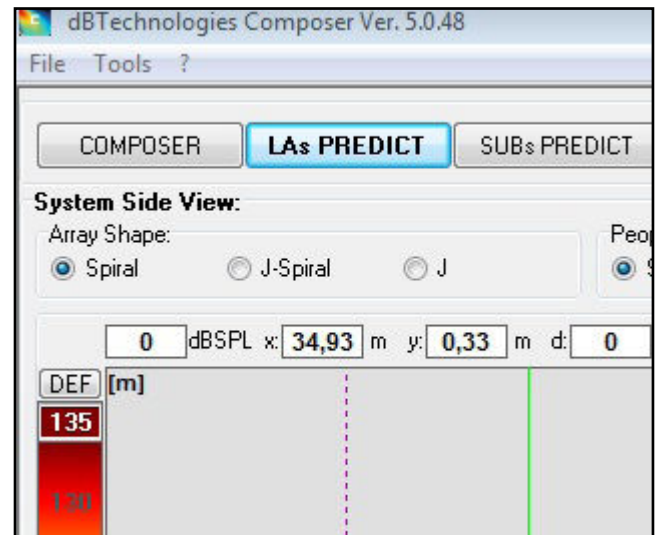 dBTechnologies Composer Ver. 5.0.48
File Tools ?
COMPOSER LAs PREDICT SUBs PREDICT
System Side View:
Array Shape:
Spiral J-Spiral J
0 dBSPL x: 34,93 m y: 0,33 m d: 0
DEF [m]
135
130